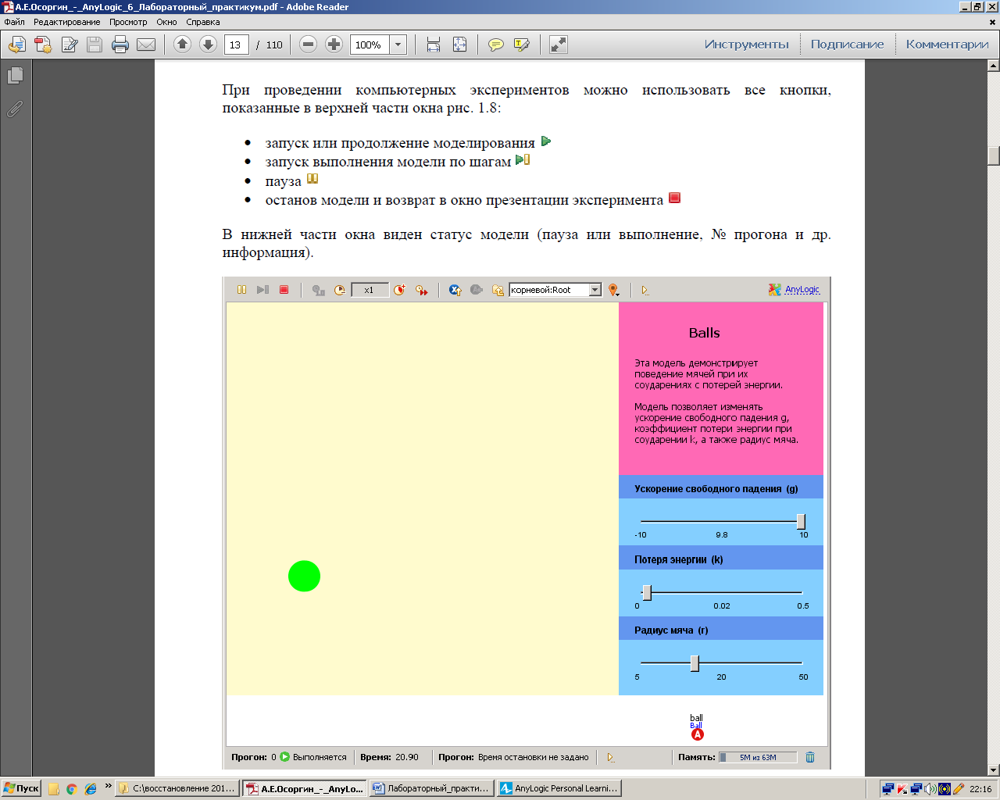 А.Е.Осоргин_-_AnyLogic_6_Лабораторный_практикум.pdf - Adobe Reader
Файл Редактирование Просмотр Окно Справка
13 / 110 100% Инструменты Подписание Комментарии
При проведении компьютерных экспериментов можно использовать все кнопки,
показанные в верхней части окна рис. 1.8:
• запуск или продолжение моделирования
• запуск выполнения модели по шагам
• пауза
• останов модели и возврат в окно презентации эксперимента
В нижней части окна виден статус модели (пауза или выполнение, № прогона и др.
информация).
x1 корневой:Root AnyLogic
Balls
Эта модель демонстрирует
поведение мячей при их
соударениях с потерей энергии.
Модель позволяет изменять
ускорение свободного падения g,
коэффициент потери энергии при
соударении k, а также радиус мяча.
Ускорение свободного падения (g)
-10 9.8 10
Потеря энергии (k)
0 0.02 0.5
Радиус мяча (r)
5 20 50
ball
Ball
A
Прогон: 0 Выполняется Время: 20.90 Прогон: Время остановки не задано Память: 5M из 63M
Пуск » C:\восстановление 201... А.Е.Осоргин_-_AnyLo... Лабораторный_практи... AnyLogic Personal Learni... 22:16